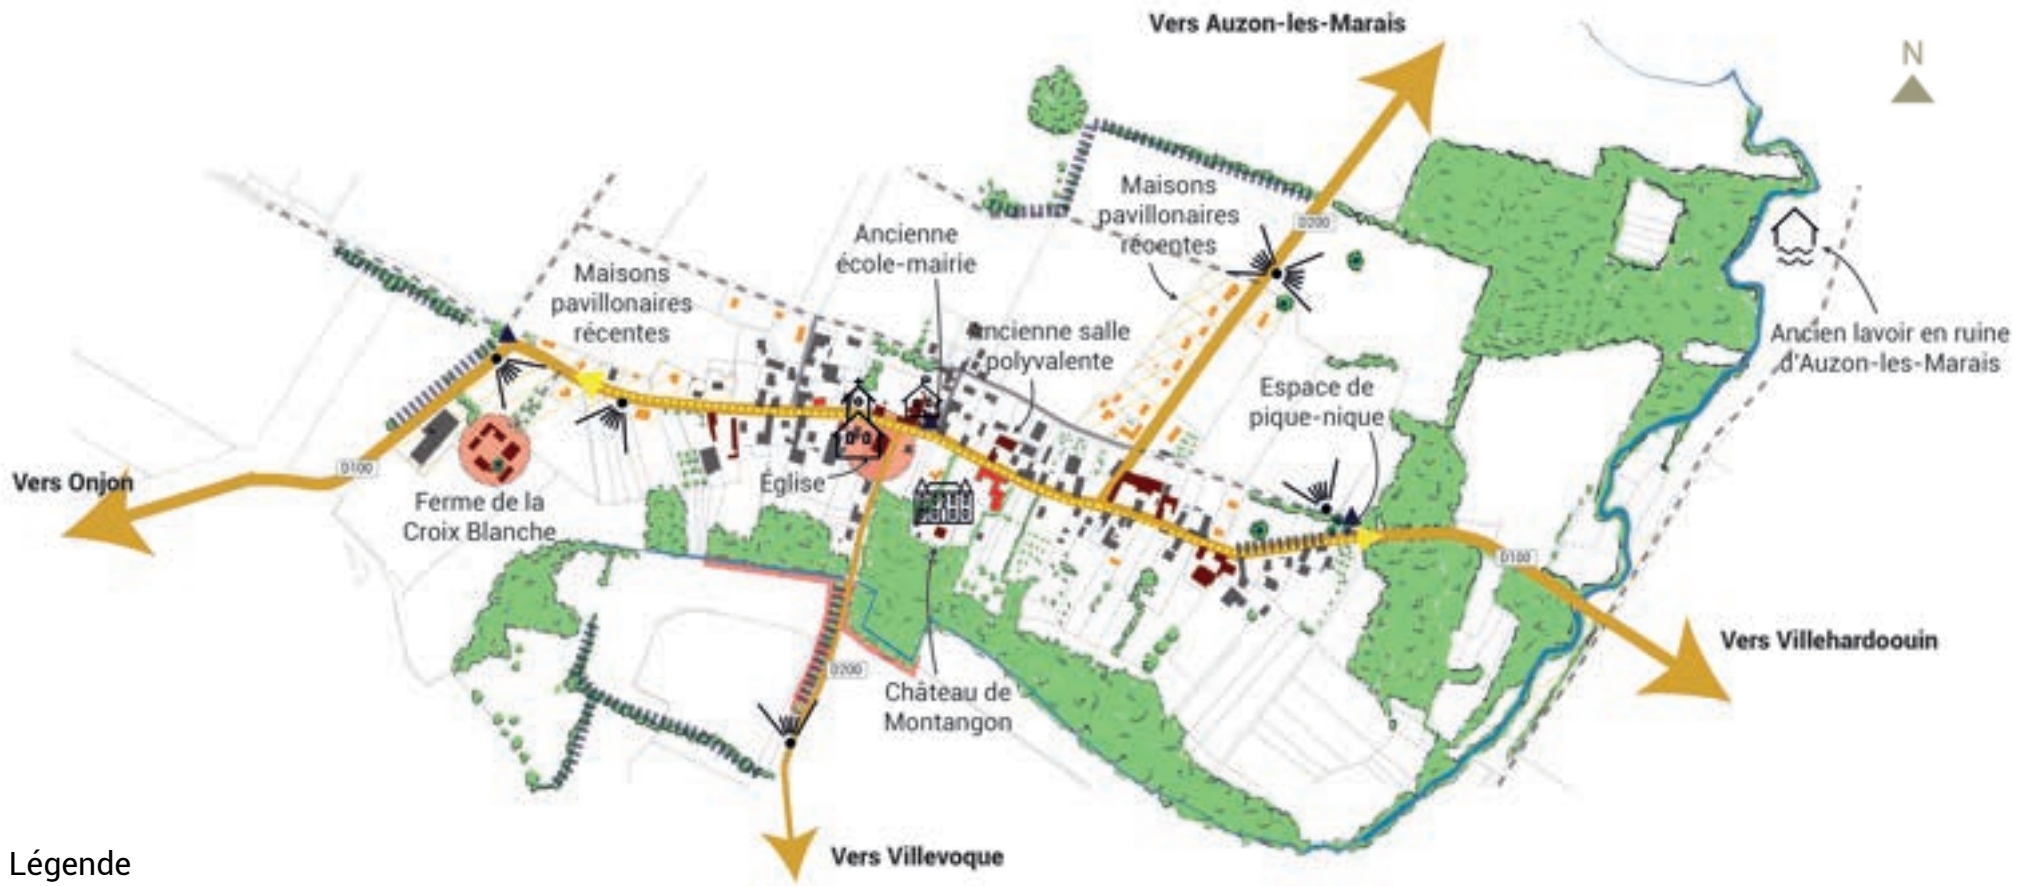 Vers Auzon-les-Marais
N
Maisons
pavillonaires
récentes
D200
Ancienne
école-mairie
Maisons
pavillonaires
récentes
Ancienne salle
polyvalente
Ancien lavoir en ruine
d'Auzon-les-Marais
Espace de
pique-nique
D100
Vers Onjon
Église
Ferme de la
Croix Blanche
D100
Vers Villehardoouin
D200
Château de
Montangon
Vers Villevoque
Légende